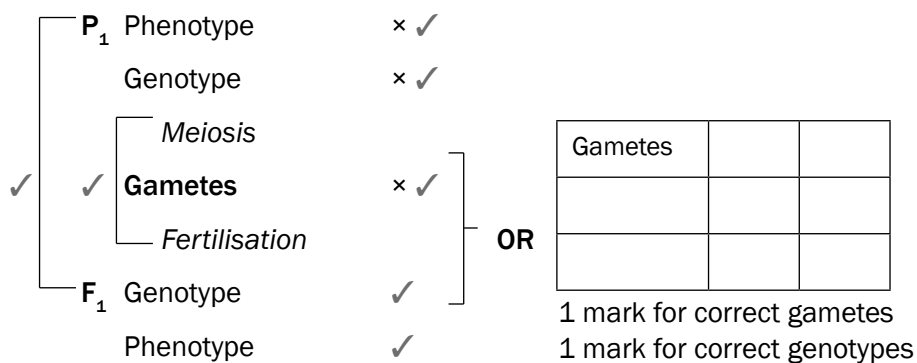 P₁ Phenotype × ✓
Genotype × ✓
Meiosis
✓ ✓ Gametes × ✓
Fertilisation
F₁ Genotype ✓
Phenotype ✓
OR
Gametes
1 mark for correct gametes
1 mark for correct genotypes